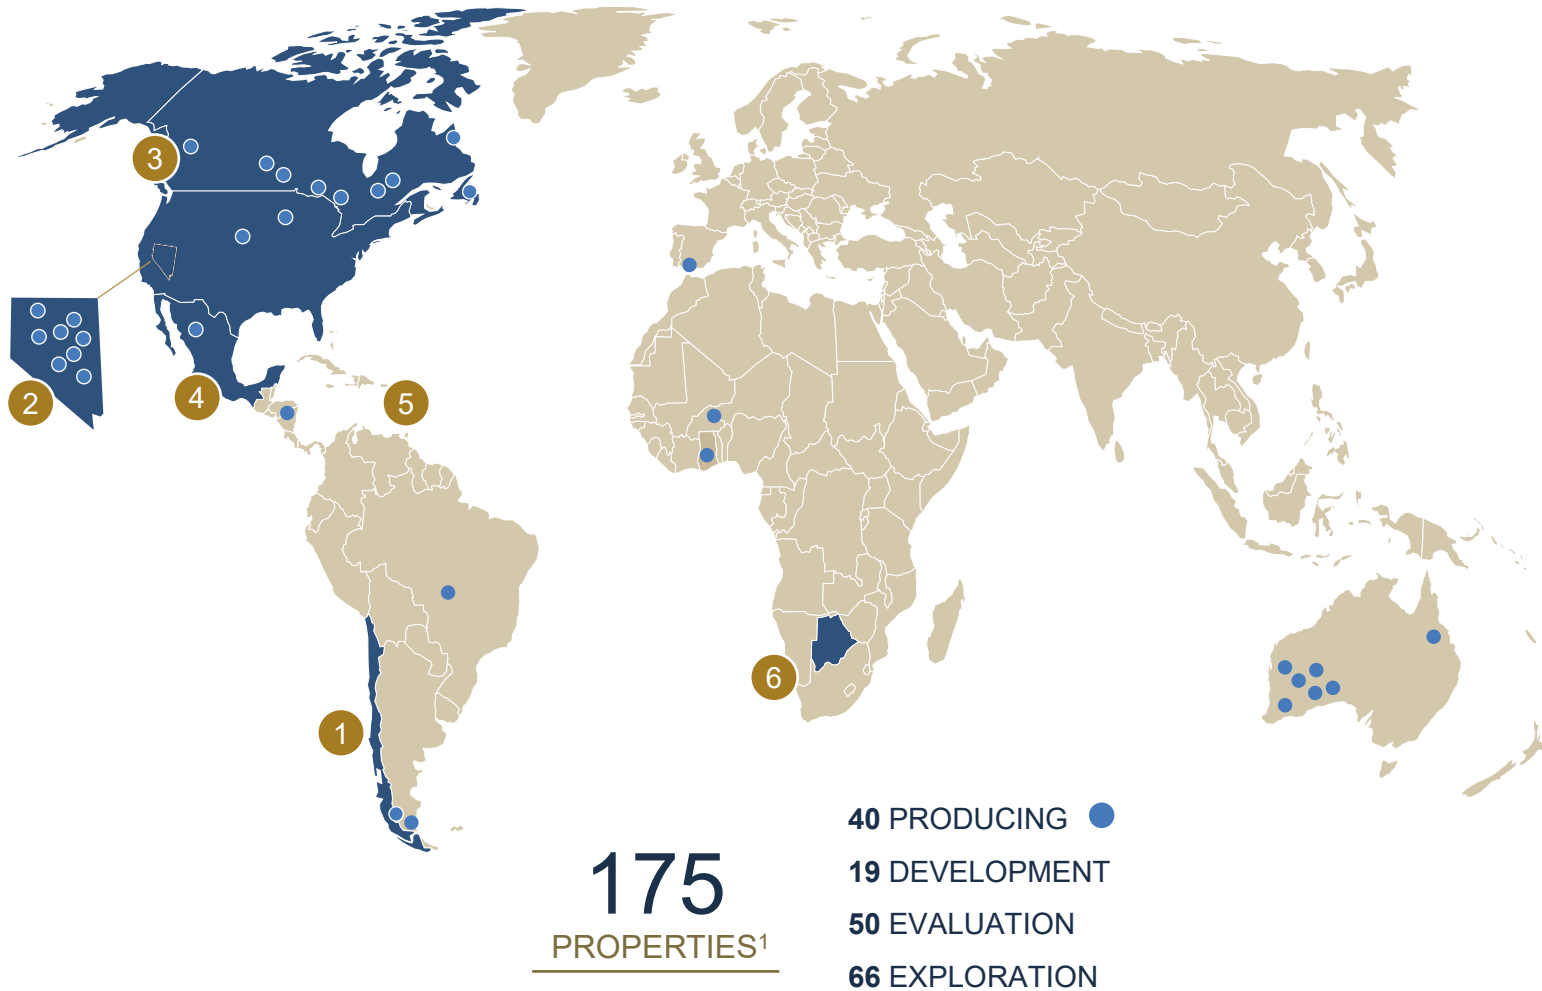 3
2
4
5
6
1
175
PROPERTIES¹
40 PRODUCING
19 DEVELOPMENT
50 EVALUATION
66 EXPLORATION